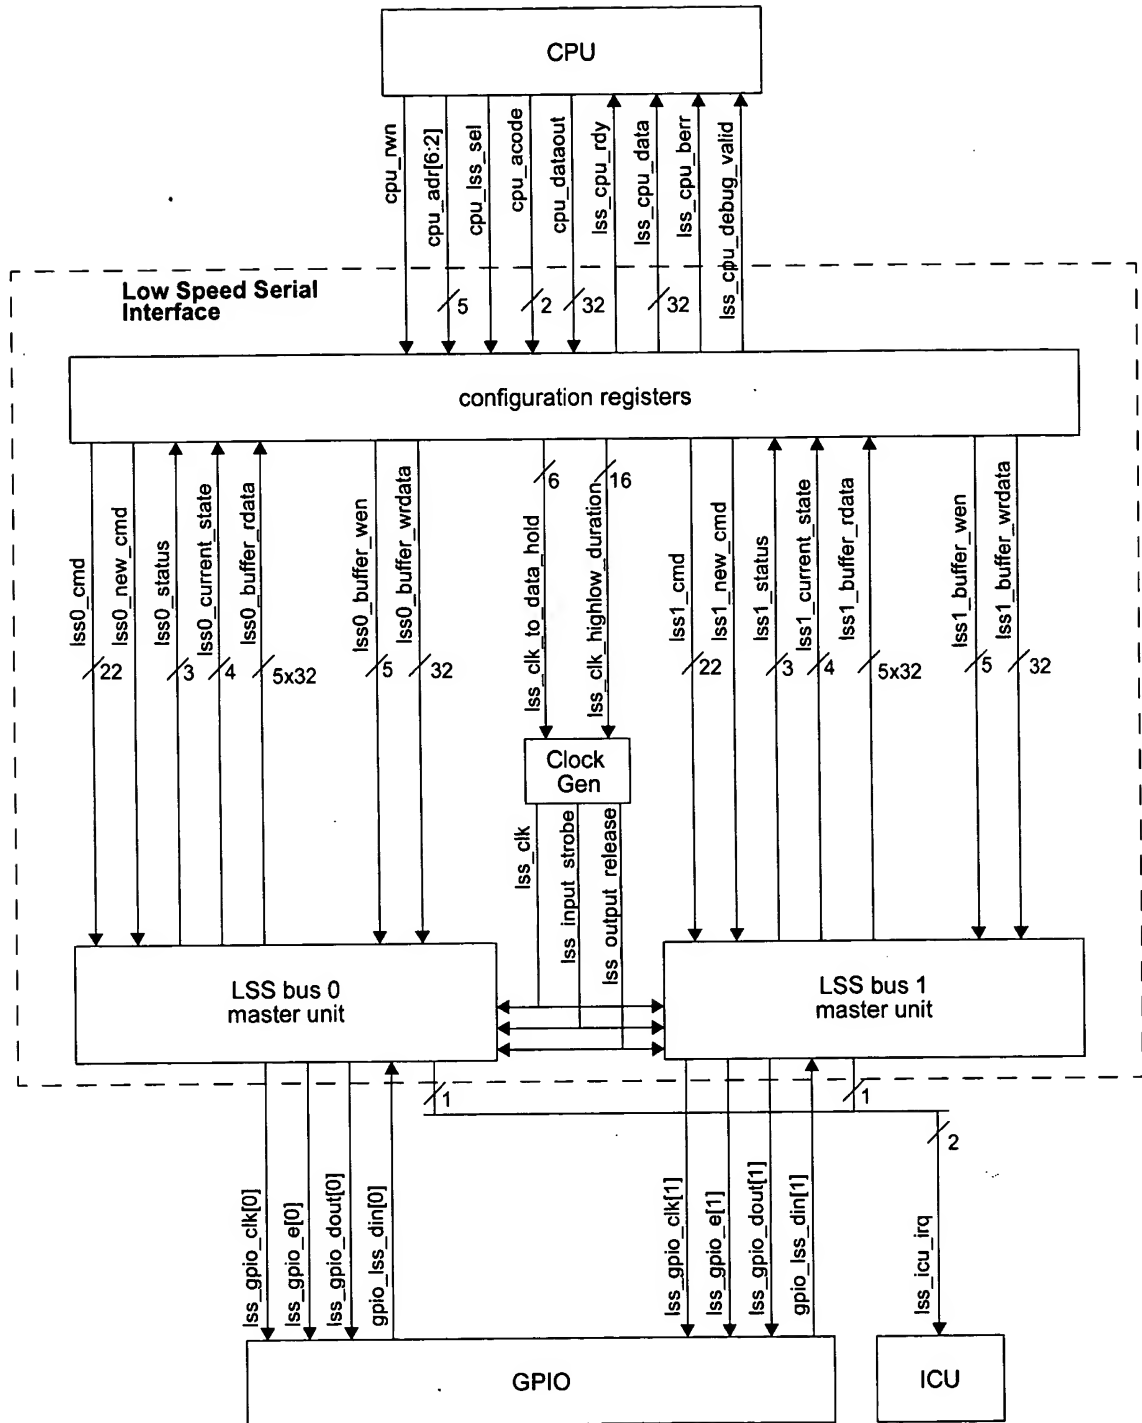 CPU
cpu_rwn
cpu_adr[6:2]
cpu_lss_sel
cpu_acode
cpu_dataout
lss_cpu_rdy
lss_cpu_data
lss_cpu_berr
lss_cpu_debug_valid
Low Speed Serial
Interface
5
2
32
32
configuration registers
lss0_cmd
lss0_new_cmd
lss0_status
lss0_current_state
lss0_buffer_rdata
lss0_buffer_wen
lss0_buffer_wrdata
lss_clk_to_data_hold
lss_clk_highlow_duration
lss1_cmd
lss1_new_cmd
lss1_status
lss1_current_state
lss1_buffer_rdata
lss1_buffer_wen
lss1_buffer_wrdata
6
16
22
3
4
5x32
5
32
22
3
4
5x32
5
32
Clock
Gen
lss_clk
lss_input_strobe
lss_output_release
LSS bus 0
master unit
LSS bus 1
master unit
1
1
2
lss_gpio_clk[0]
lss_gpio_e[0]
lss_gpio_dout[0]
gpio_lss_din[0]
lss_gpio_clk[1]
lss_gpio_e[1]
lss_gpio_dout[1]
gpio_lss_din[1]
lss_icu_irq
GPIO
ICU